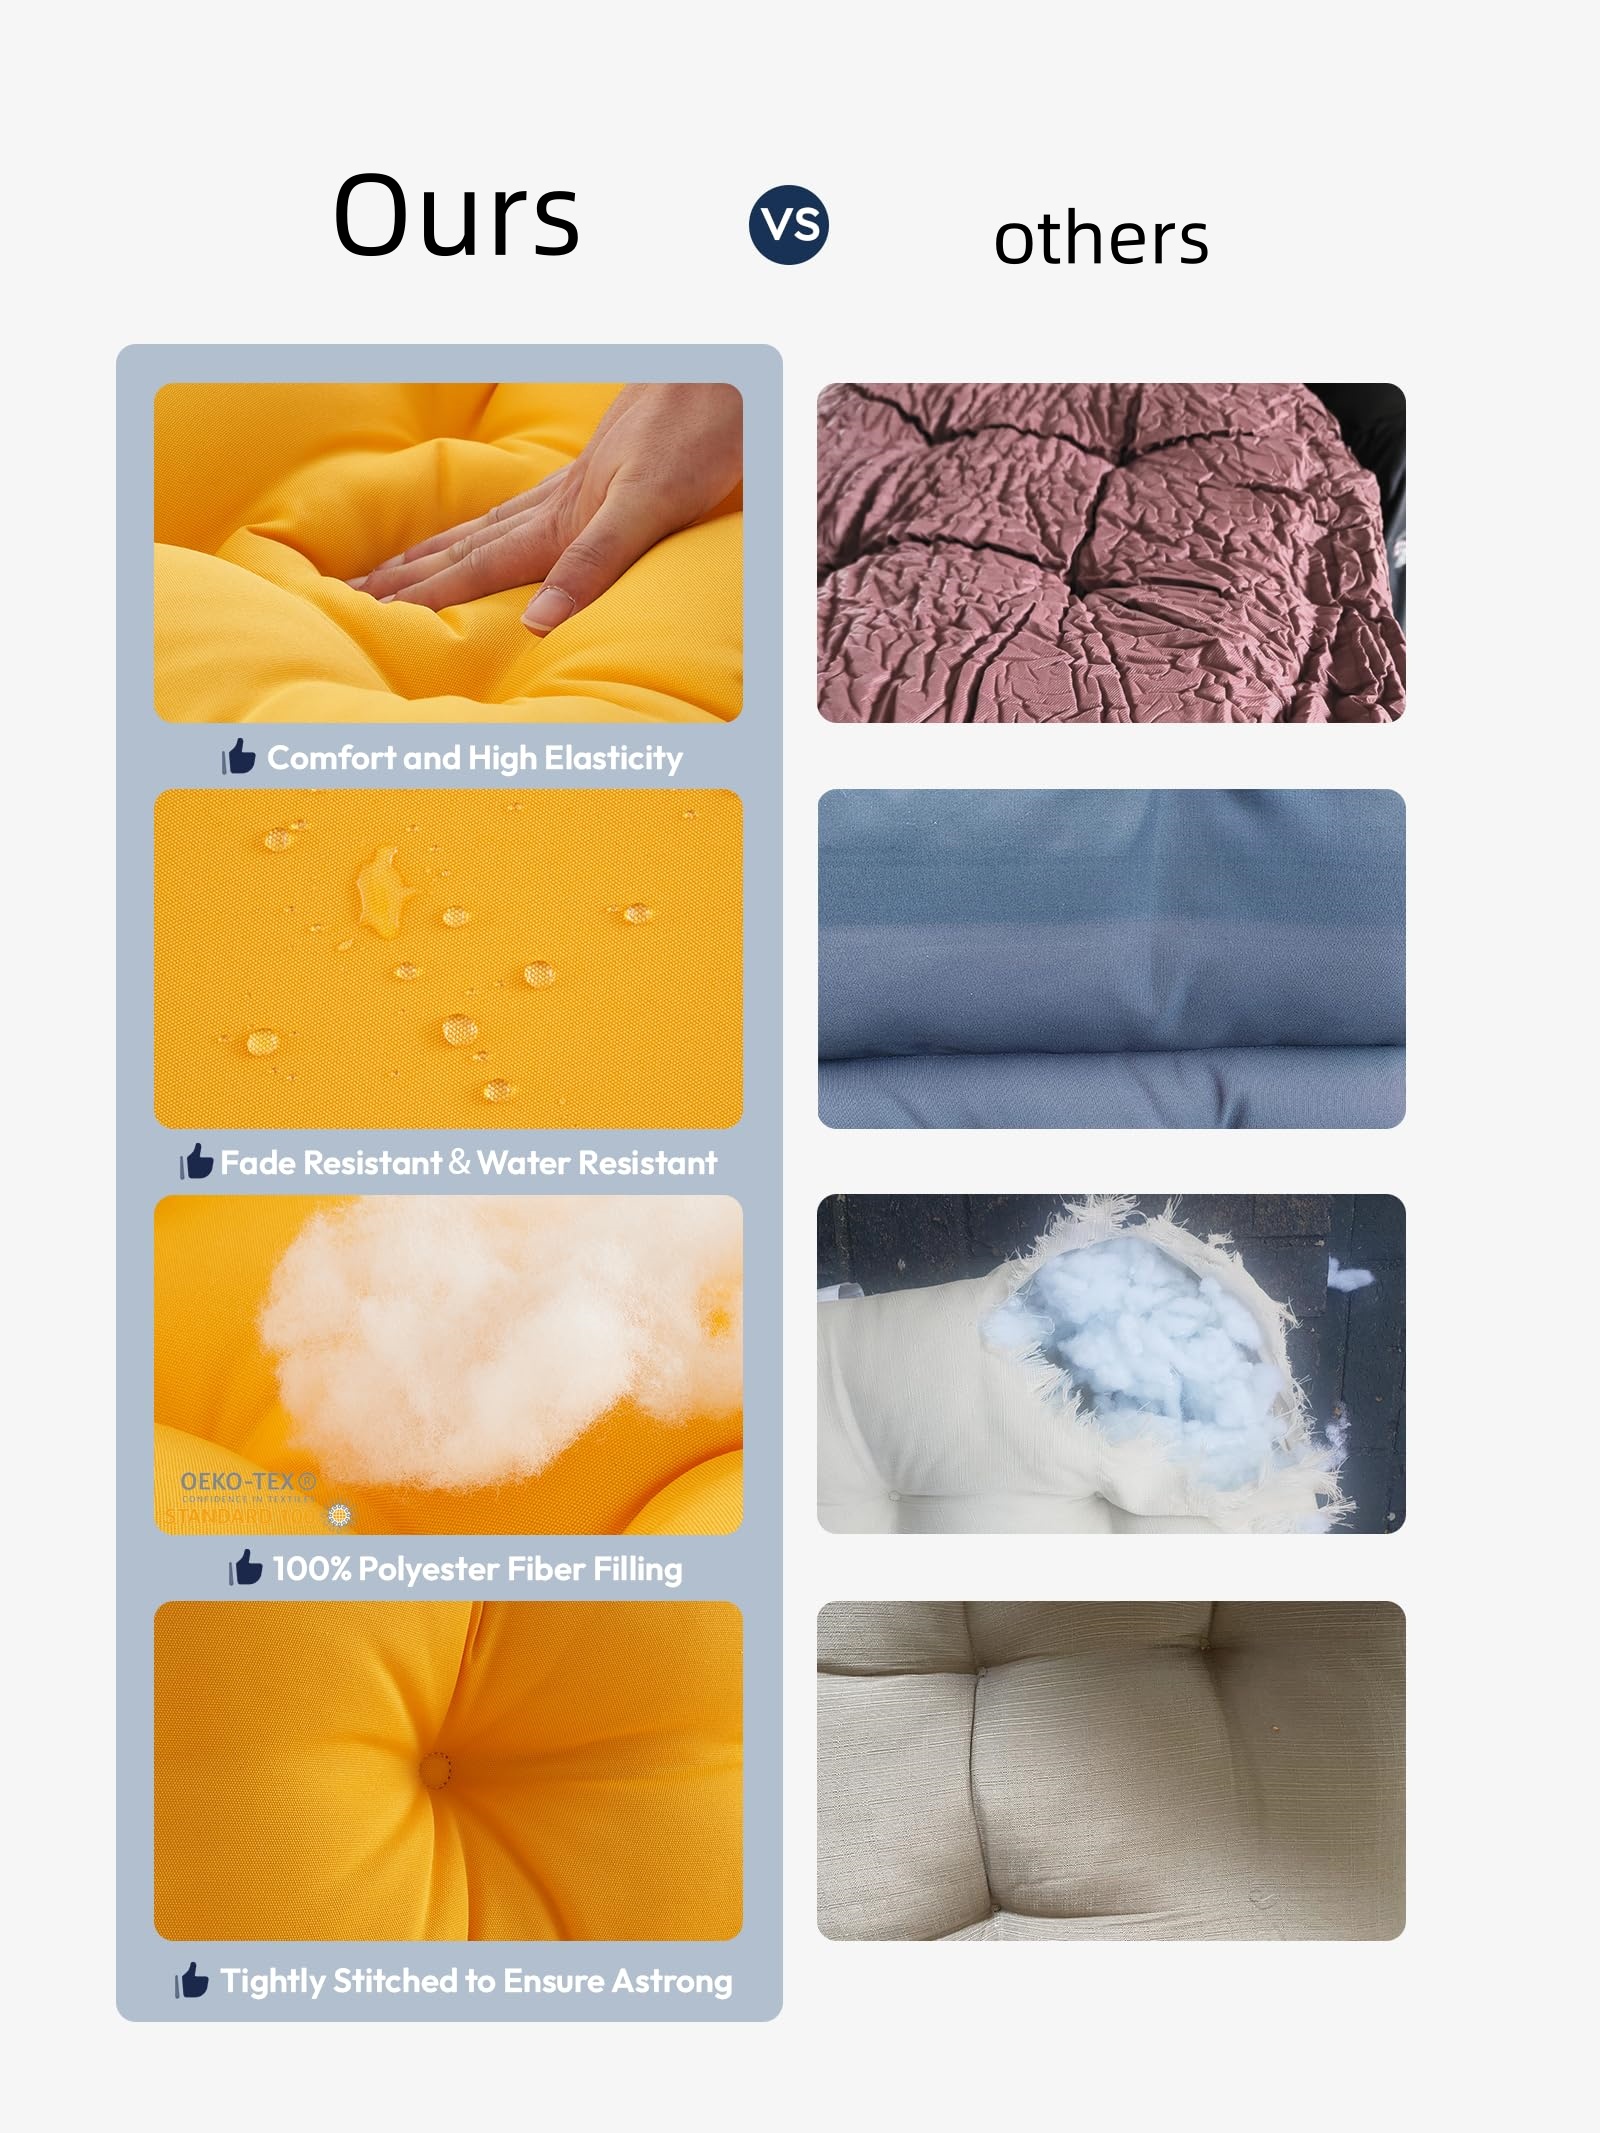 Ours
VS
others
Comfort and High Elasticity
Fade Resistant & Water Resistant
OEKO-TEX®
CONFIDENCE IN TEXTILES
STANDARD 100
100% Polyester Fiber Filling
Tightly Stitched to Ensure Astrong